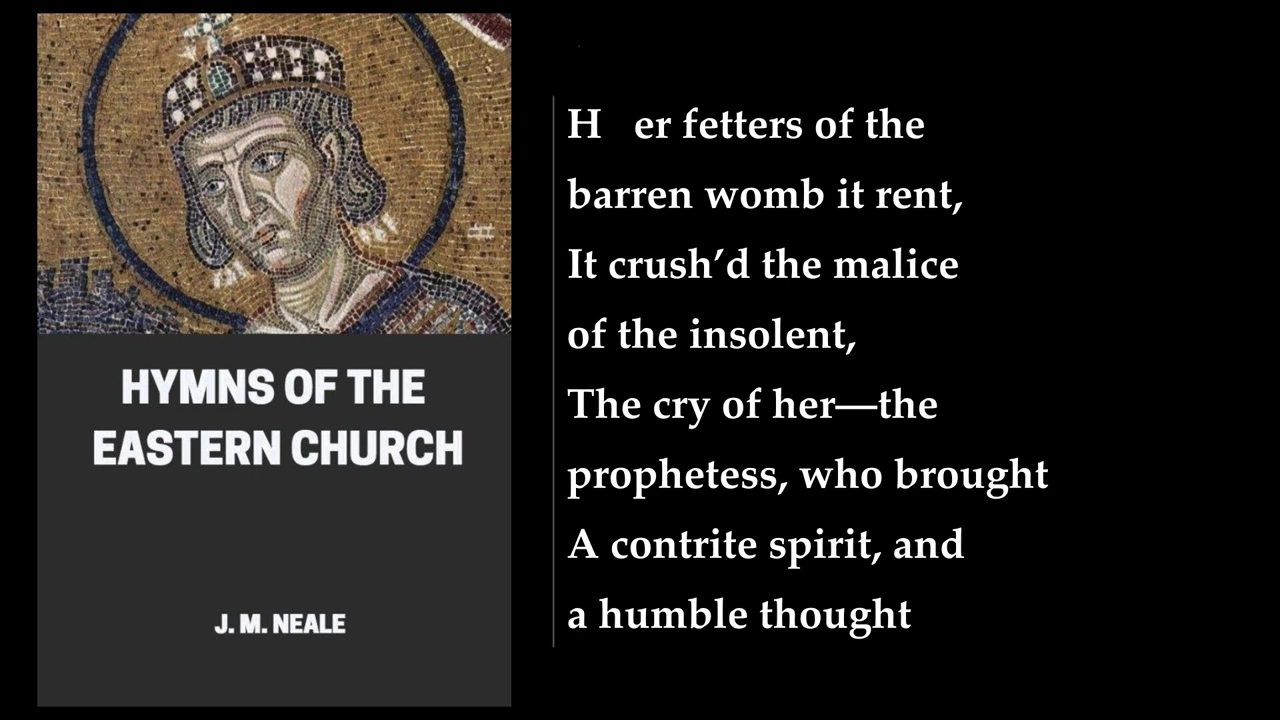 HYMNS OF THE
EASTERN CHURCH
J. M. NEALE
H er fetters of the
barren womb it rent,
It crush’d the malice
of the insolent,
The cry of her—the
prophetess, who brought
A contrite spirit, and
a humble thought